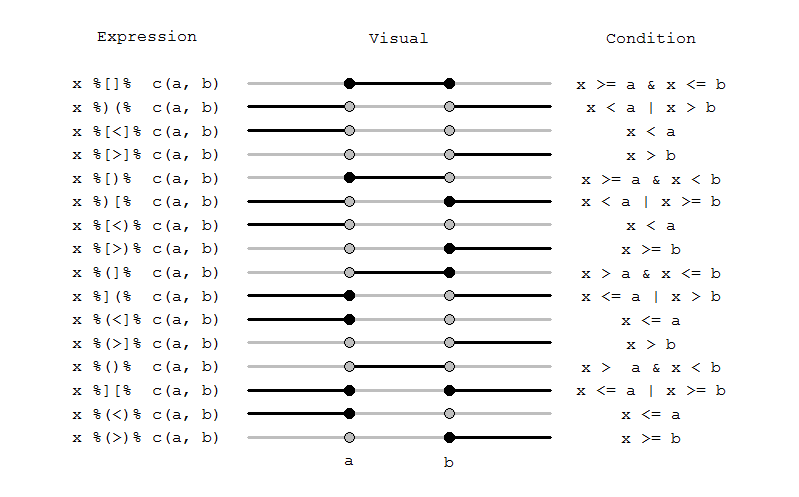 Expression Visual Condition
x %[]% c(a, b) x >= a & x <= b
x %)(% c(a, b) x < a | x > b
x %[<]% c(a, b) x < a
x %[>]% c(a, b) x > b
x %[)% c(a, b) x >= a & x < b
x %)[% c(a, b) x < a | x >= b
x %[<)% c(a, b) x < a
x %[>)% c(a, b) x >= b
x %(]% c(a, b) x > a & x <= b
x %](% c(a, b) x <= a | x > b
x %(<]% c(a, b) x <= a
x %(>]% c(a, b) x > b
x %()% c(a, b) x > a & x < b
x %][% c(a, b) x <= a | x >= b
x %(<)% c(a, b) x <= a
x %(>)% c(a, b) x >= b
a b